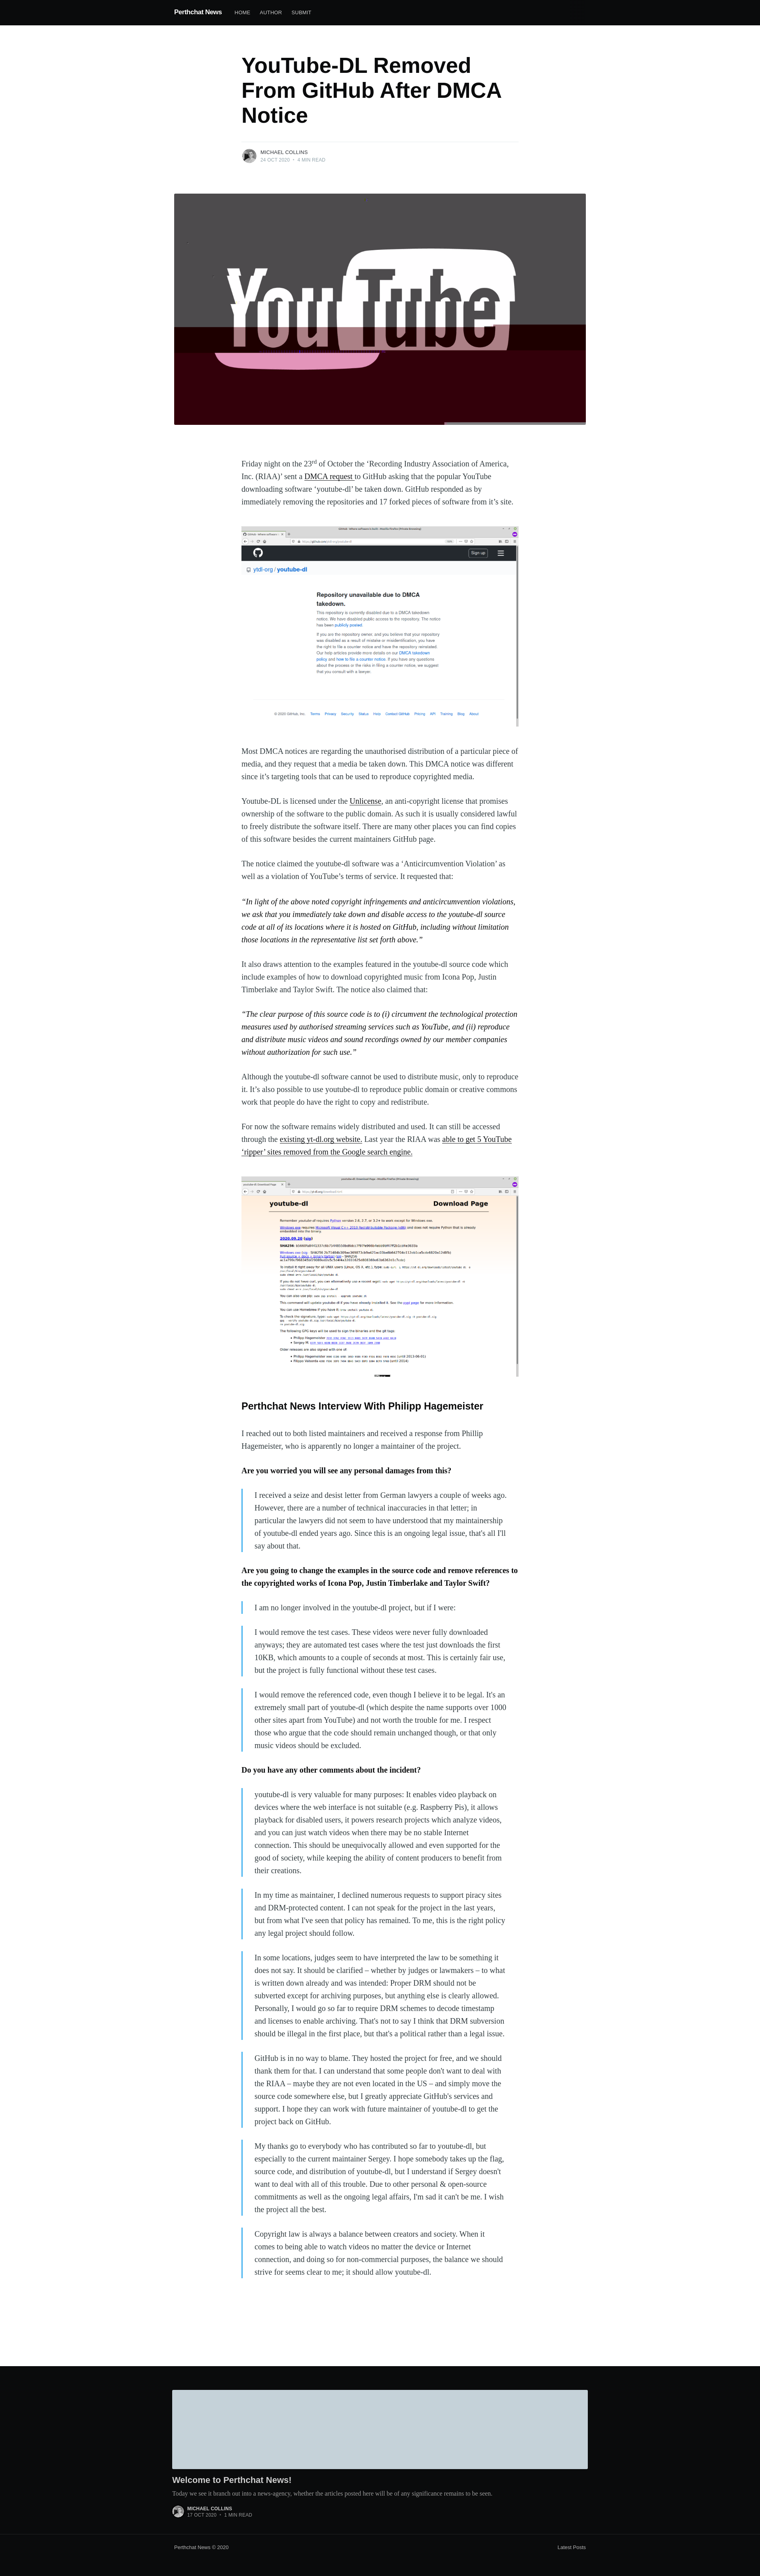 Perthchat News HOME AUTHOR SUBMIT
YouTube-DL Removed
From GitHub After DMCA
Notice
MICHAEL COLLINS
24 OCT 2020 • 4 MIN READ
YouTube
Friday night on the 23rd of October the ‘Recording Industry Association of America,
Inc. (RIAA)’ sent a DMCA request to GitHub asking that the popular YouTube
downloading software ‘youtube-dl’ be taken down. GitHub responded as by
immediately removing the repositories and 17 forked pieces of software from it’s site.
Sign up
ytdl-org / youtube-dl
Repository unavailable due to DMCA
takedown.
This repository is currently disabled due to a DMCA takedown
notice. We have disabled public access to the repository. The notice
has been publicly posted.
If you are the repository owner, and you believe that your repository
was disabled as a result of mistake or misidentification, you have
the right to file a counter notice and have the repository reinstated.
Our help articles provide more details on our DMCA takedown
policy and how to file a counter notice. If you have any questions
about the process or the risks in filing a counter notice, we suggest
that you consult with a lawyer.
© 2020 GitHub, Inc. Terms Privacy Security Status Help Contact GitHub Pricing API Training Blog About
Most DMCA notices are regarding the unauthorised distribution of a particular piece of
media, and they request that a media be taken down. This DMCA notice was different
since it’s targeting tools that can be used to reproduce copyrighted media.
Youtube-DL is licensed under the Unlicense, an anti-copyright license that promises
ownership of the software to the public domain. As such it is usually considered lawful
to freely distribute the software itself. There are many other places you can find copies
of this software besides the current maintainers GitHub page.
The notice claimed the youtube-dl software was a ‘Anticircumvention Violation’ as
well as a violation of YouTube’s terms of service. It requested that:
“In light of the above noted copyright infringements and anticircumvention violations,
we ask that you immediately take down and disable access to the youtube-dl source
code at all of its locations where it is hosted on GitHub, including without limitation
those locations in the representative list set forth above.”
It also draws attention to the examples featured in the youtube-dl source code which
include examples of how to download copyrighted music from Icona Pop, Justin
Timberlake and Taylor Swift. The notice also claimed that:
“The clear purpose of this source code is to (i) circumvent the technological protection
measures used by authorised streaming services such as YouTube, and (ii) reproduce
and distribute music videos and sound recordings owned by our member companies
without authorization for such use.”
Although the youtube-dl software cannot be used to distribute music, only to reproduce
it. It’s also possible to use youtube-dl to reproduce public domain or creative commons
work that people do have the right to copy and redistribute.
For now the software remains widely distributed and used. It can still be accessed
through the existing yt-dl.org website. Last year the RIAA was able to get 5 YouTube
‘ripper’ sites removed from the Google search engine.
youtube-dl Download Page
2020.09.20 (sig)
Perthchat News Interview With Philipp Hagemeister
I reached out to both listed maintainers and received a response from Phillip
Hagemeister, who is apparently no longer a maintainer of the project.
Are you worried you will see any personal damages from this?
I received a seize and desist letter from German lawyers a couple of weeks ago.
However, there are a number of technical inaccuracies in that letter; in
particular the lawyers did not seem to have understood that my maintainership
of youtube-dl ended years ago. Since this is an ongoing legal issue, that's all I'll
say about that.
Are you going to change the examples in the source code and remove references to
the copyrighted works of Icona Pop, Justin Timberlake and Taylor Swift?
I am no longer involved in the youtube-dl project, but if I were:
I would remove the test cases. These videos were never fully downloaded
anyways; they are automated test cases where the test just downloads the first
10KB, which amounts to a couple of seconds at most. This is certainly fair use,
but the project is fully functional without these test cases.
I would remove the referenced code, even though I believe it to be legal. It's an
extremely small part of youtube-dl (which despite the name supports over 1000
other sites apart from YouTube) and not worth the trouble for me. I respect
those who argue that the code should remain unchanged though, or that only
music videos should be excluded.
Do you have any other comments about the incident?
youtube-dl is very valuable for many purposes: It enables video playback on
devices where the web interface is not suitable (e.g. Raspberry Pis), it allows
playback for disabled users, it powers research projects which analyze videos,
and you can just watch videos when there may be no stable Internet
connection. This should be unequivocally allowed and even supported for the
good of society, while keeping the ability of content producers to benefit from
their creations.
In my time as maintainer, I declined numerous requests to support piracy sites
and DRM-protected content. I can not speak for the project in the last years,
but from what I've seen that policy has remained. To me, this is the right policy
any legal project should follow.
In some locations, judges seem to have interpreted the law to be something it
does not say. It should be clarified – whether by judges or lawmakers – to what
is written down already and was intended: Proper DRM should not be
subverted except for archiving purposes, but anything else is clearly allowed.
Personally, I would go so far to require DRM schemes to decode timestamp
and licenses to enable archiving. That's not to say I think that DRM subversion
should be illegal in the first place, but that's a political rather than a legal issue.
GitHub is in no way to blame. They hosted the project for free, and we should
thank them for that. I can understand that some people don't want to deal with
the RIAA – maybe they are not even located in the US – and simply move the
source code somewhere else, but I greatly appreciate GitHub's services and
support. I hope they can work with future maintainer of youtube-dl to get the
project back on GitHub.
My thanks go to everybody who has contributed so far to youtube-dl, but
especially to the current maintainer Sergey. I hope somebody takes up the flag,
source code, and distribution of youtube-dl, but I understand if Sergey doesn't
want to deal with all of this trouble. Due to other personal & open-source
commitments as well as the ongoing legal affairs, I'm sad it can't be me. I wish
the project all the best.
Copyright law is always a balance between creators and society. When it
comes to being able to watch videos no matter the device or Internet
connection, and doing so for non-commercial purposes, the balance we should
strive for seems clear to me; it should allow youtube-dl.
Welcome to Perthchat News!
Today we see it branch out into a news-agency, whether the articles posted here will be of any significance remains to be seen.
MICHAEL COLLINS
17 OCT 2020 • 1 MIN READ
Perthchat News © 2020 Latest Posts